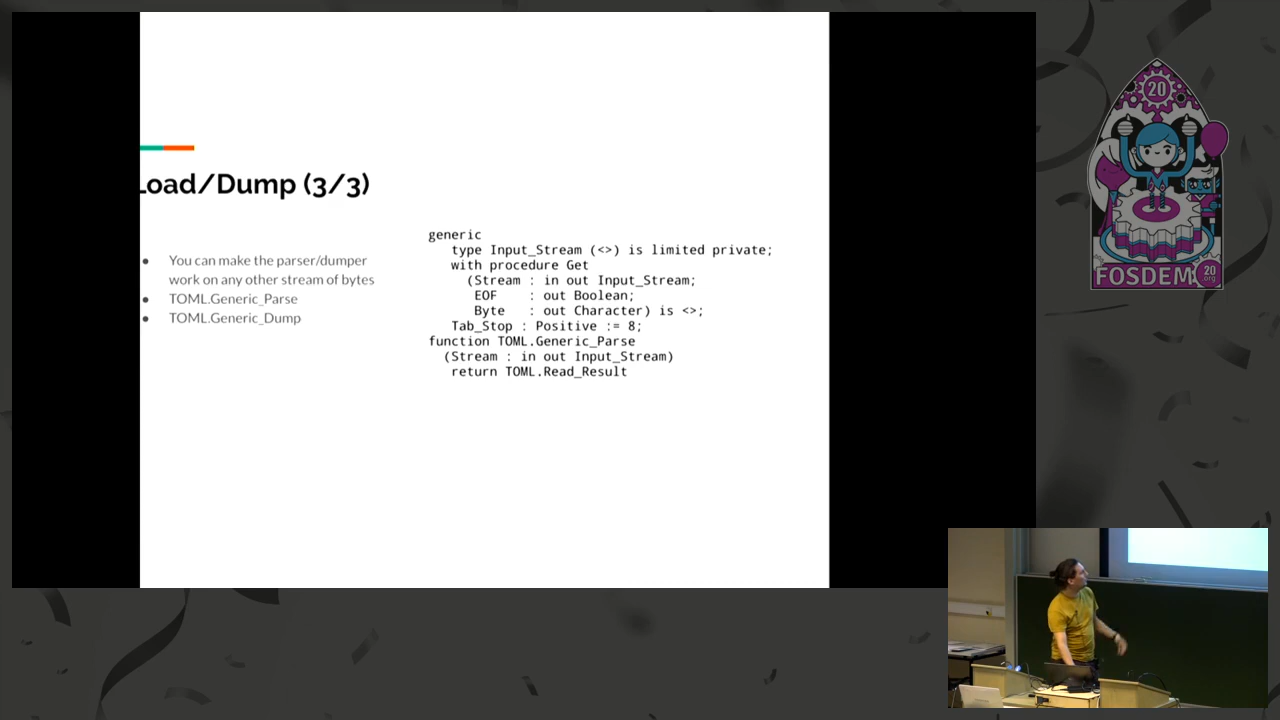 Load/Dump (3/3)
● You can make the parser/dumper
work on any other stream of bytes
● TOML.Generic_Parse
● TOML.Generic_Dump
generic
type Input_Stream (<>) is limited private;
with procedure Get
(Stream : in out Input_Stream;
EOF : out Boolean;
Byte : out Character) is <>;
Tab_Stop : Positive := 8;
function TOML.Generic_Parse
(Stream : in out Input_Stream)
return TOML.Read_Result
20
FOSDEM
20
.org